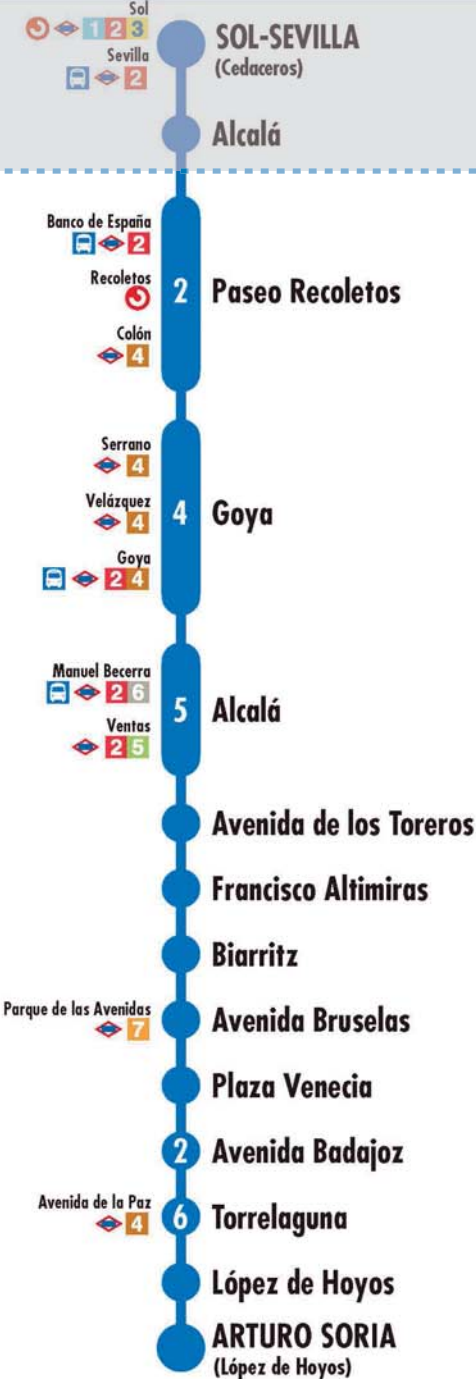 Sol
1 2 3
SOL-SEVILLA
(Cedaceros)
Sevilla
2
Alcalá
Banco de España
2
Recoletos
2 Paseo Recoletos
Colón
4
Serrano
4
Velázquez
4
4 Goya
Goya
2 4
Manuel Becerra
2 6
5 Alcalá
Ventas
2 5
Avenida de los Toreros
Francisco Altimiras
Biarritz
Parque de las Avenidas
7
Avenida Bruselas
Plaza Venecia
2 Avenida Badajoz
Avenida de la Paz
4
6 Torrelaguna
López de Hoyos
ARTURO SORIA
(López de Hoyos)